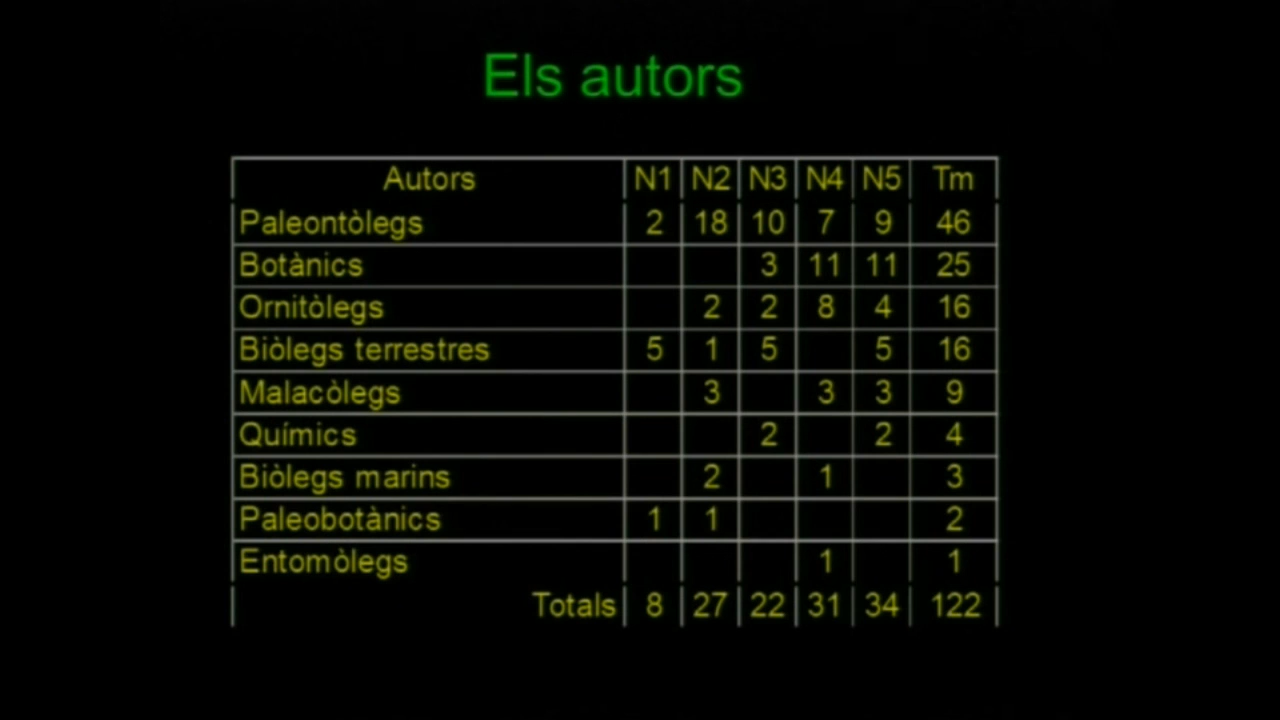 Els autors
Autors N1 N2 N3 N4 N5 Tm
Paleontòlegs 2 18 10 7 9 46
Botànics 3 11 11 25
Ornitòlegs 2 2 8 4 16
Biòlegs terrestres 5 1 5 5 16
Malacòlegs 3 3 3 9
Químics 2 2 4
Biòlegs marins 2 1 3
Paleobotànics 1 1 2
Entomòlegs 1 1
Totals 8 27 22 31 34 122